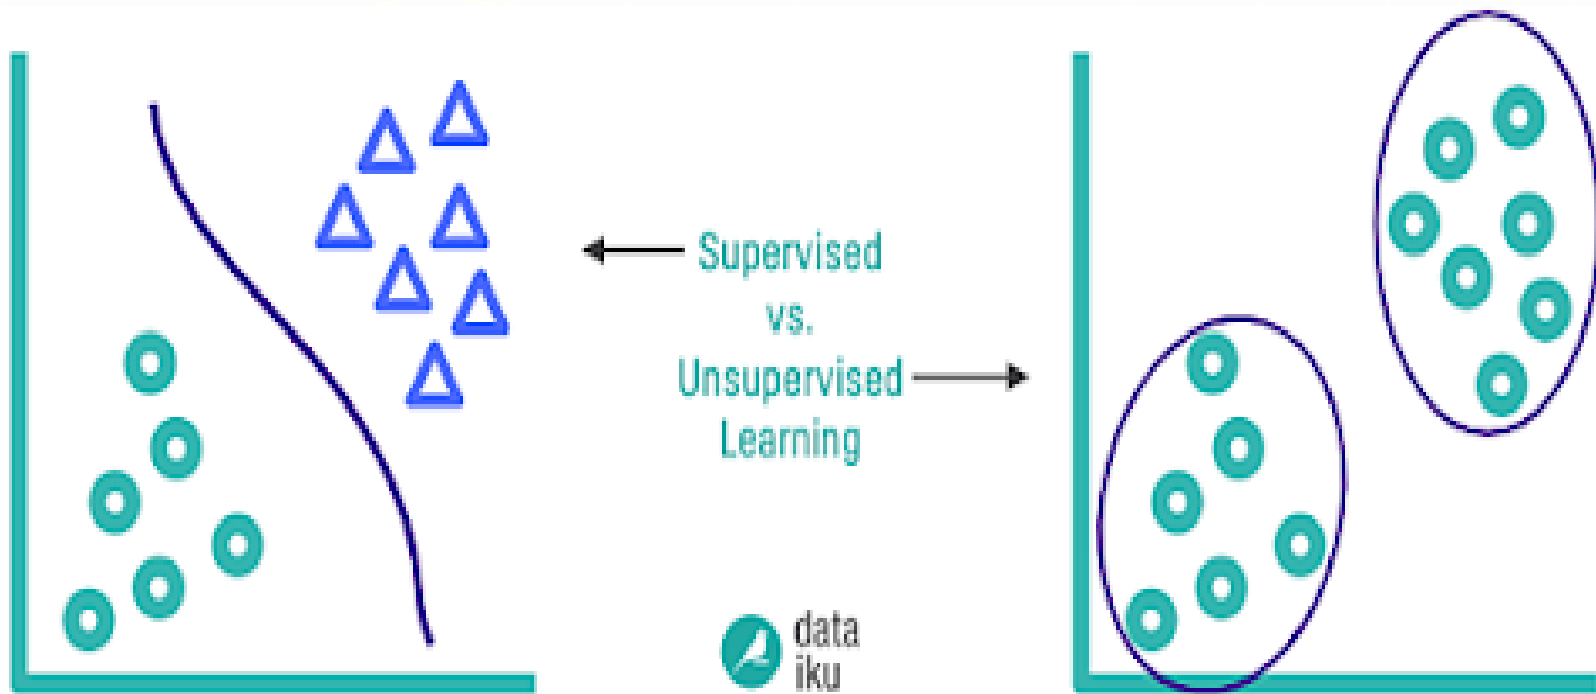 Supervised
vs.
Unsupervised
Learning
data
iku